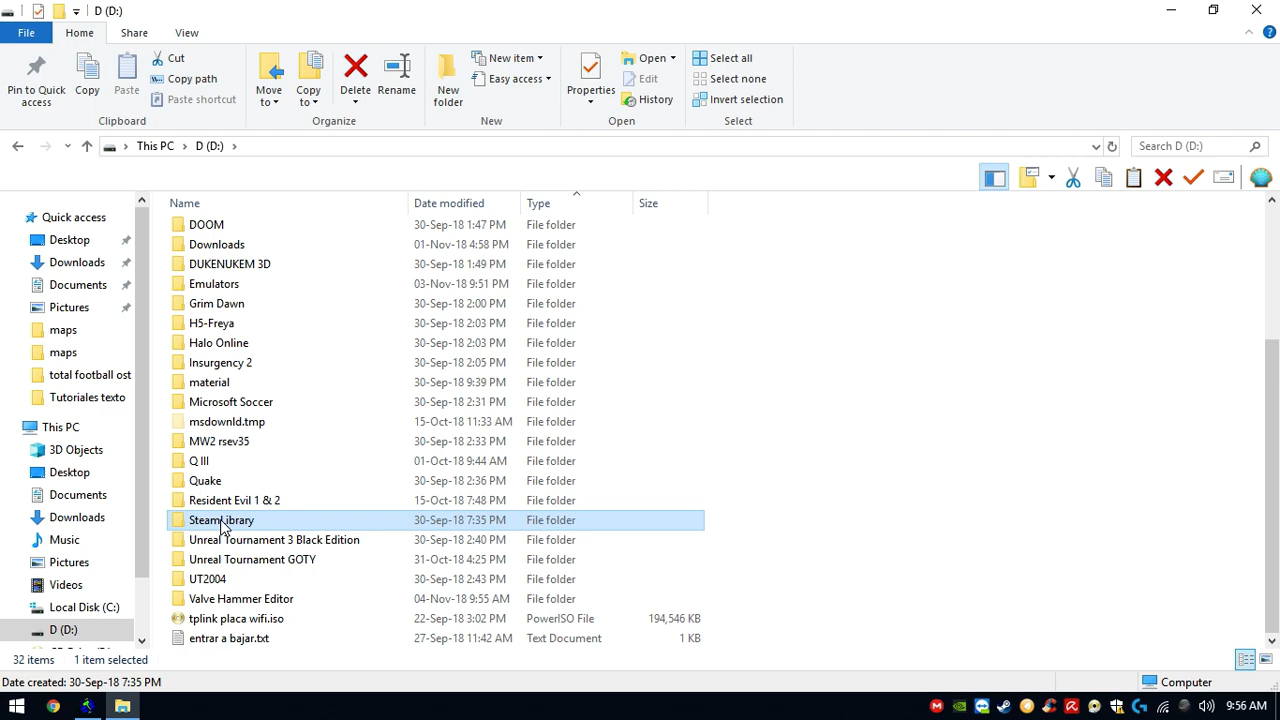 D (D:)
File Home Share View
Pin to Quick access
Copy
Paste
Cut
Copy path
Paste shortcut
Clipboard
Move to
Copy to
Delete
Rename
Organize
New folder
New item
Easy access
New
Properties
Open
Edit
History
Open
Select all
Select none
Invert selection
Select
This PC > D (D:) >
Search D (D:)
Name Date modified Type Size
Quick access
Desktop
Downloads
Documents
Pictures
maps
maps
total football ost
Tutoriales texto
This PC
3D Objects
Desktop
Documents
Downloads
Music
Pictures
Videos
Local Disk (C:)
D (D:)
DOOM 30-Sep-18 1:47 PM File folder
Downloads 01-Nov-18 4:58 PM File folder
DUKENUKEM 3D 30-Sep-18 1:49 PM File folder
Emulators 03-Nov-18 9:51 PM File folder
Grim Dawn 30-Sep-18 2:00 PM File folder
H5-Freya 30-Sep-18 2:03 PM File folder
Halo Online 30-Sep-18 2:03 PM File folder
Insurgency 2 30-Sep-18 2:05 PM File folder
material 30-Sep-18 9:39 PM File folder
Microsoft Soccer 30-Sep-18 2:31 PM File folder
msdownld.tmp 15-Oct-18 11:33 AM File folder
MW2 rsev35 30-Sep-18 2:33 PM File folder
Q III 01-Oct-18 9:44 AM File folder
Quake 30-Sep-18 2:36 PM File folder
Resident Evil 1 & 2 15-Oct-18 7:48 PM File folder
SteamLibrary 30-Sep-18 7:35 PM File folder
Unreal Tournament 3 Black Edition 30-Sep-18 2:40 PM File folder
Unreal Tournament GOTY 31-Oct-18 4:25 PM File folder
UT2004 30-Sep-18 2:43 PM File folder
Valve Hammer Editor 04-Nov-18 9:55 AM File folder
tplink placa wifi.iso 22-Sep-18 3:02 PM PowerISO File 194,546 KB
entrar a bajar.txt 27-Sep-18 11:42 AM Text Document 1 KB
32 items 1 item selected
Date created: 30-Sep-18 7:35 PM
Computer
9:56 AM